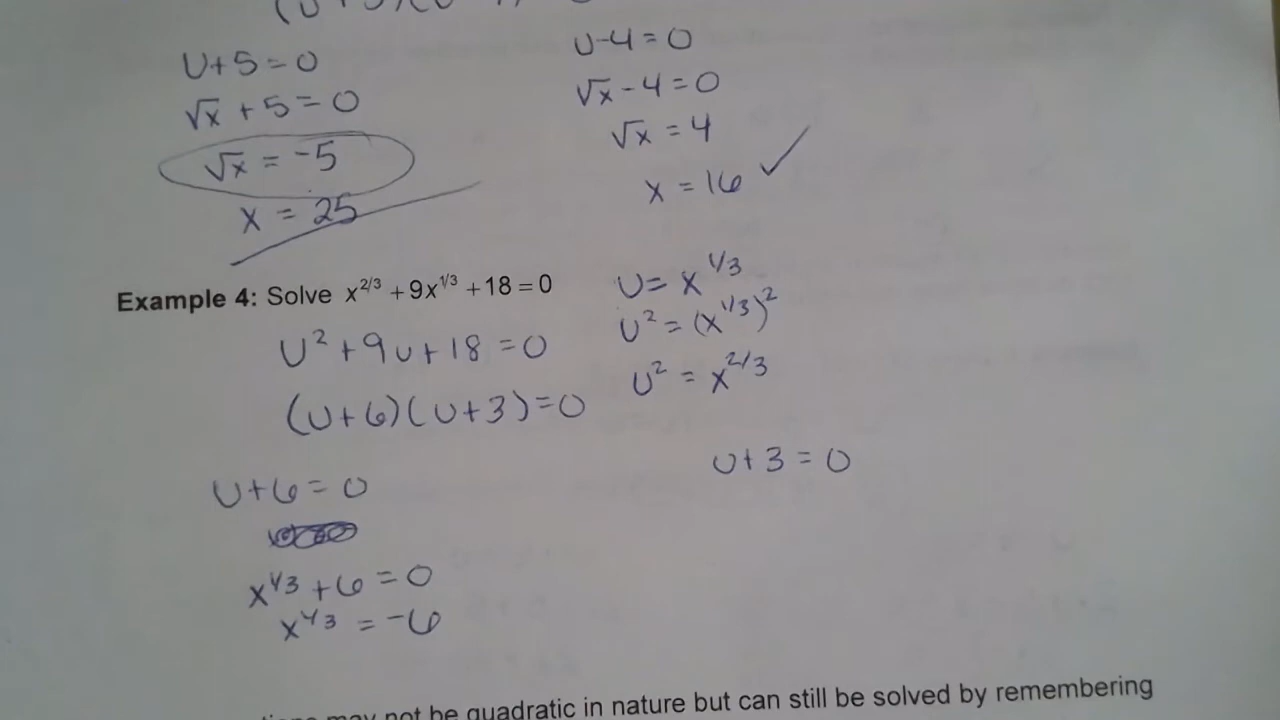 U+5=0
√x +5=0
√x = -5
x = 25
U-4=0
√x -4=0
√x = 4
x = 16 ✓
Example 4: Solve x^{2/3} + 9x^{1/3} + 18 = 0
U² + 9U + 18 = 0
(U+6)(U+3)=0
U = x^{1/3}
U² = (x^{1/3})²
U² = x^{2/3}
U+6=0
x^{1/3} +6 =0
x^{1/3} = -6
U+3=0
may not be quadratic in nature but can still be solved by remembering